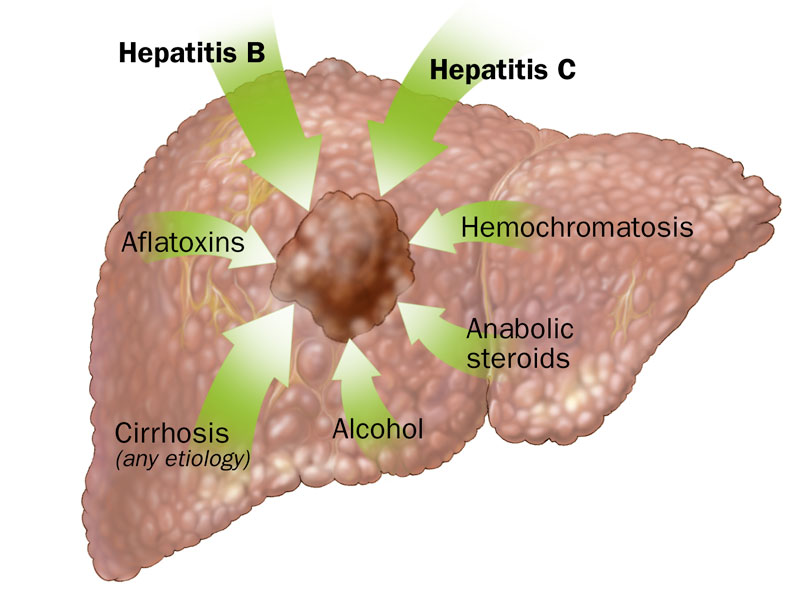 Hepatitis B
Hepatitis C
Aflatoxins
Hemochromatosis
Anabolic
steroids
Cirrhosis
(any etiology)
Alcohol